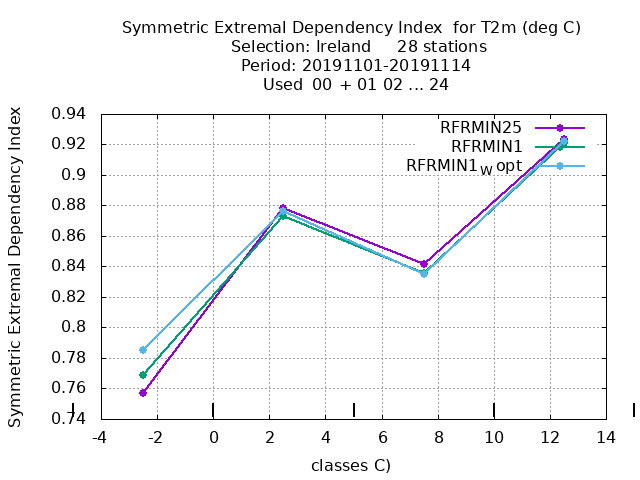 Symmetric Extremal Dependency Index for T2m (deg C)
Selection: Ireland 28 stations
Period: 20191101-20191114
Used 00 + 01 02 ... 24
Symmetric Extremal Dependency Index
0.94
0.92
0.9
0.88
0.86
0.84
0.82
0.8
0.78
0.76
0.74
RFRMIN25
RFRMIN1
RFRMIN1W opt
-4 -2 0 2 4 6 8 10 12 14
classes C)